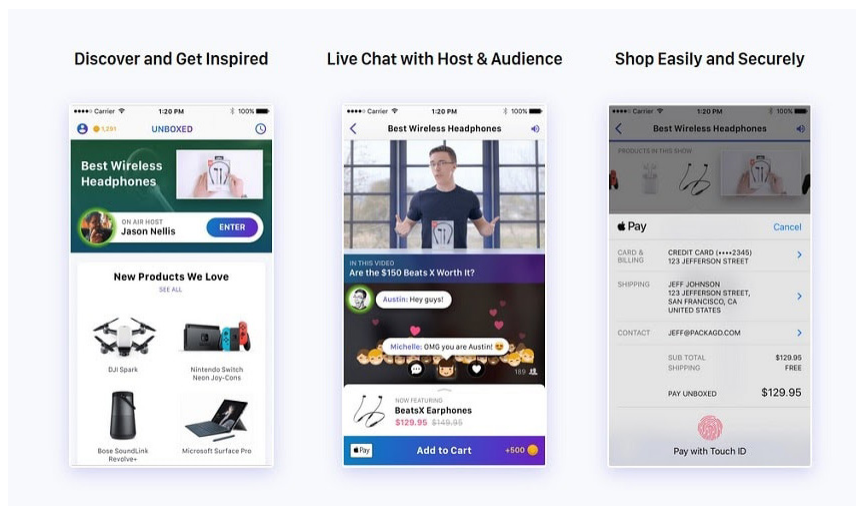 Discover and Get Inspired
Carrier
1:20 PM
100%
1,291
UNBOXED
Best Wireless
Headphones
ON AIR HOST
Jason Nellis
ENTER
New Products We Love
SEE ALL
DJI Spark
Nintendo Switch
Neon Joy-Cons
Bose SoundLink
Revolve+
Microsoft Surface Pro
Live Chat with Host & Audience
Carrier
1:20 PM
100%
Best Wireless Headphones
IN THIS VIDEO
Are the $150 Beats X Worth It?
Austin: Hey guys!
Michelle: OMG you are Austin! 😍
189
NOW FEATURING
BeatsX Earphones
$129.95 $149.95
Pay
Add to Cart
+500
Shop Easily and Securely
Carrier
1:20 PM
100%
Best Wireless Headphones
PRODUCTS IN THIS SHOW
Pay
Cancel
CARD &
BILLING
CREDIT CARD (••••2345)
123 JEFFERSON STREET
SHIPPING
JEFF JOHNSON
123 JEFFERSON STREET,
SAN FRANCISCO, CA
UNITED STATES
CONTACT
JEFF@PACKAGD.COM
SUB TOTAL $129.95
SHIPPING FREE
PAY UNBOXED $129.95
Pay with Touch ID